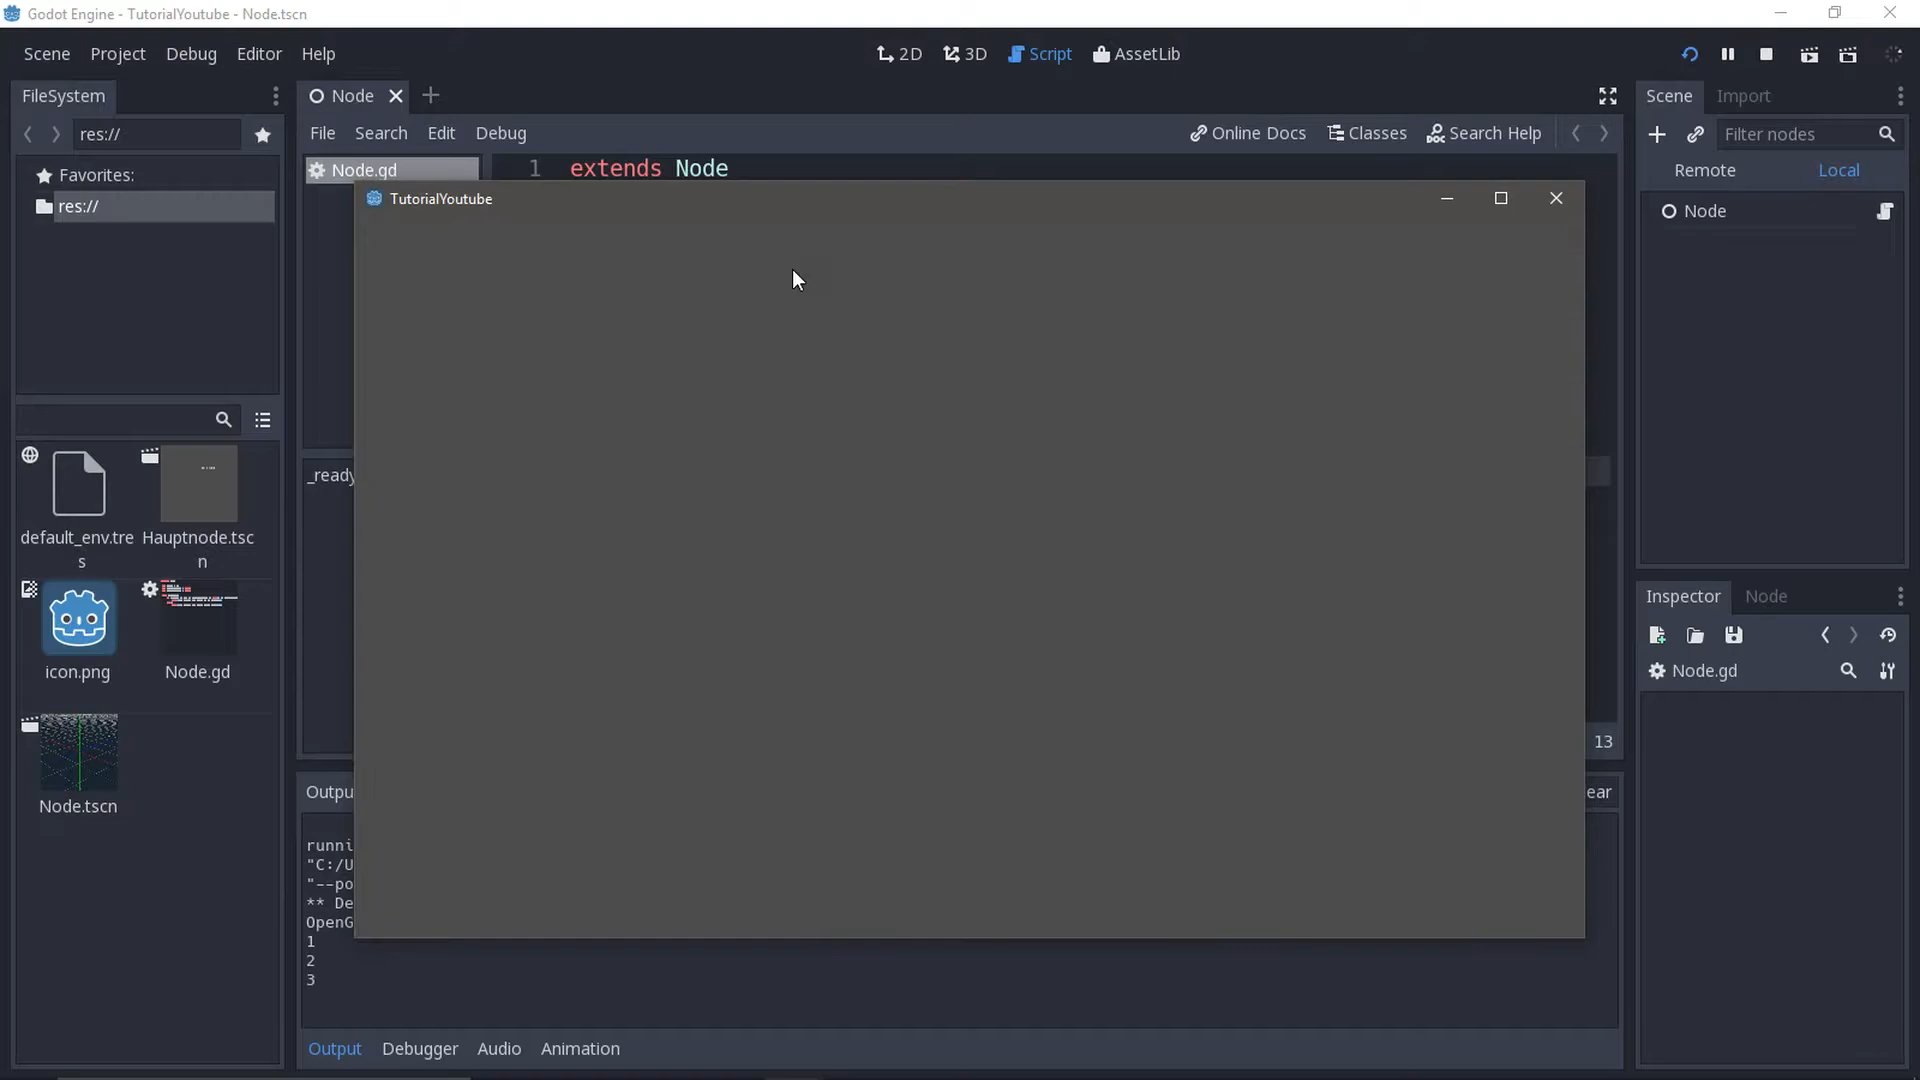 Godot Engine - TutorialYoutube - Node.tscn
Scene Project Debug Editor Help
2D 3D Script AssetLib
FileSystem
Node
Scene Import
res://
File Search Edit Debug
Online Docs Classes Search Help
Filter nodes
Favorites:
res://
Node.gd
1 extends Node
Remote Local
TutorialYoutube
Node
_ready
default_env.tre
s
Hauptnode.tsc
n
icon.png
Node.gd
Node.tscn
13
Outpu
ear
runni
"C:/U
"--po
** De
OpenG
1
2
3
Output Debugger Audio Animation
Inspector Node
Node.gd